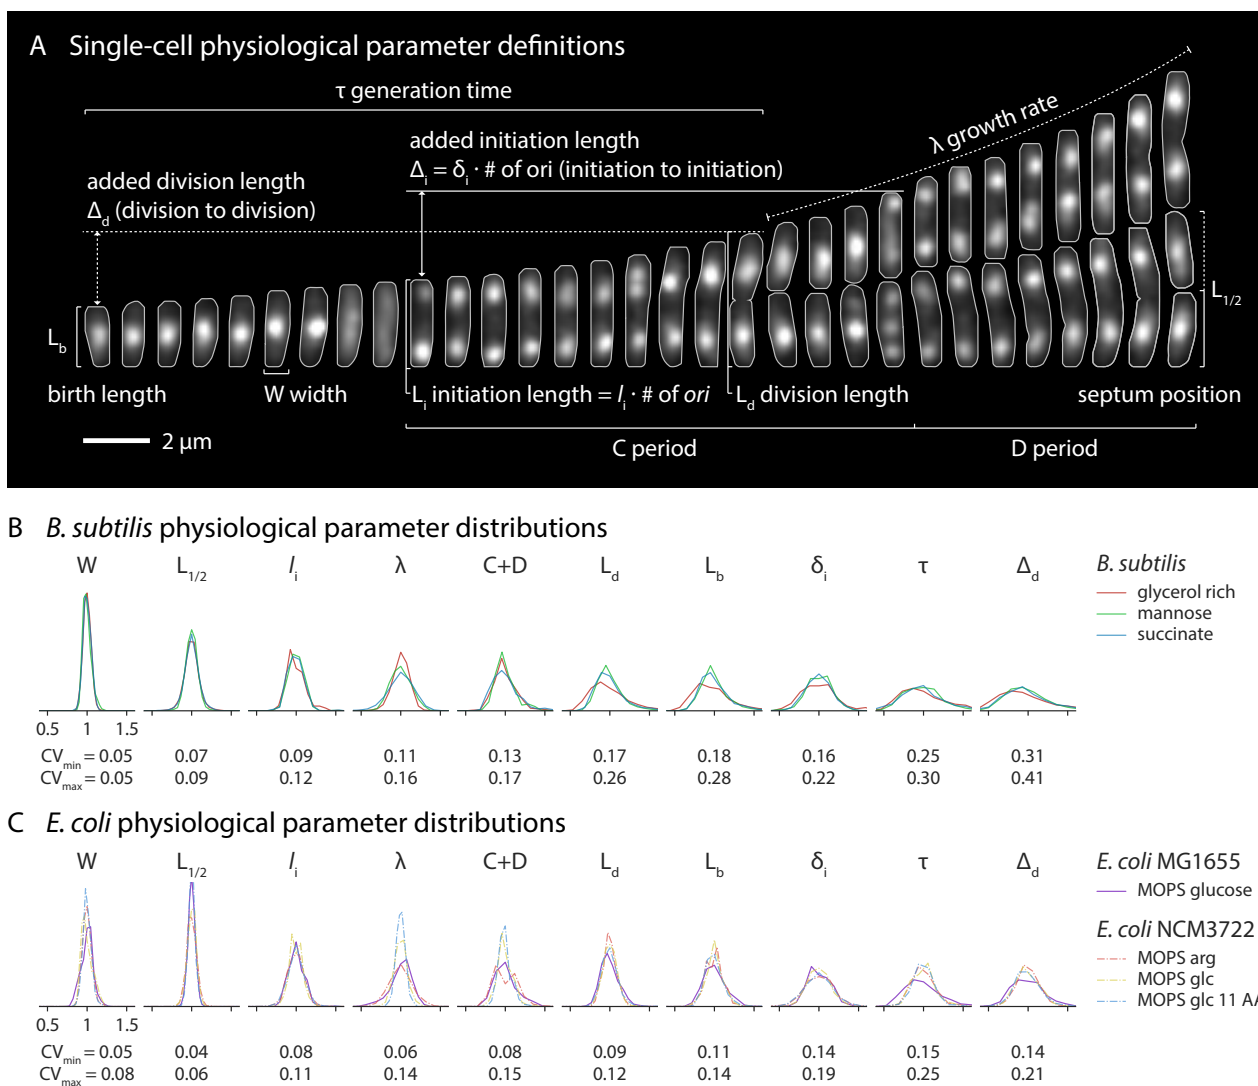 A Single-cell physiological parameter definitions
τ generation time
added initiation length
Δi = δi · # of ori (initiation to initiation)
λ growth rate
added division length
Δd (division to division)
Lb
L1/2
birth length
W width
Li initiation length = li · # of ori
Ld division length
septum position
2 μm
C period
D period
B B. subtilis physiological parameter distributions
W L1/2 li λ C+D Ld Lb δi τ Δd
B. subtilis
glycerol rich
mannose
succinate
0.5 1 1.5
CVmin = 0.05 0.07 0.09 0.11 0.13 0.17 0.18 0.16 0.25 0.31
CVmax = 0.05 0.09 0.12 0.16 0.17 0.26 0.28 0.22 0.30 0.41
C E. coli physiological parameter distributions
W L1/2 li λ C+D Ld Lb δi τ Δd
E. coli MG1655
MOPS glucose
E. coli NCM3722
MOPS arg
MOPS glc
MOPS glc 11 AA
0.5 1 1.5
CVmin = 0.05 0.04 0.08 0.06 0.08 0.09 0.11 0.14 0.15 0.14
CVmax = 0.08 0.06 0.11 0.14 0.15 0.12 0.14 0.19 0.25 0.21